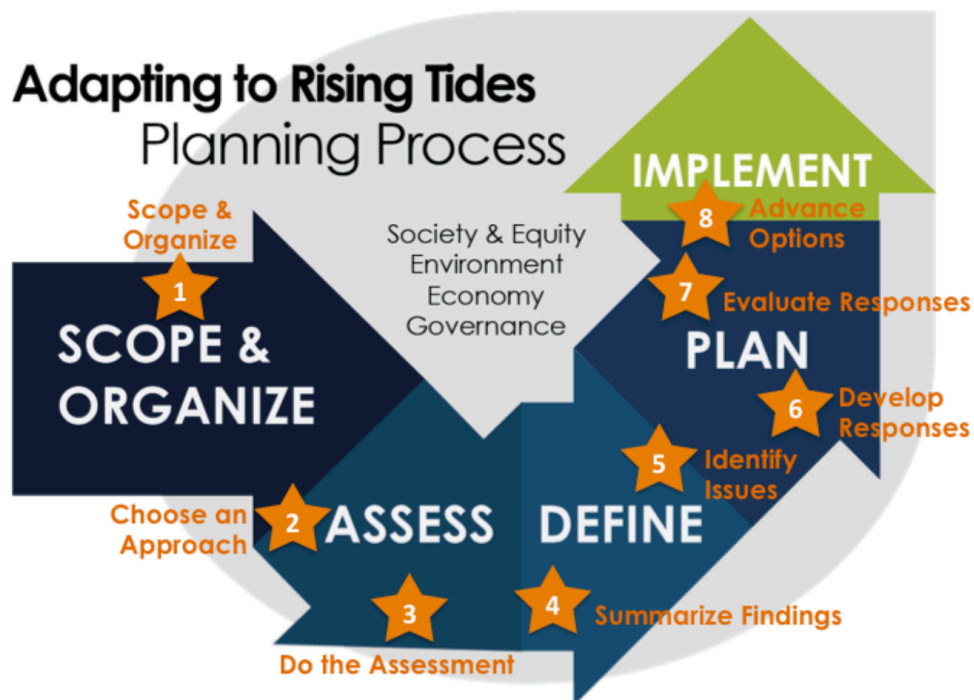 Adapting to Rising Tides
Planning Process
Society & Equity
Environment
Economy
Governance
Scope &
Organize
1
SCOPE &
ORGANIZE
Choose an
Approach
2
ASSESS
3
Do the Assessment
DEFINE
4
Summarize Findings
5
Identify
Issues
PLAN
6
Develop
Responses
7
Evaluate Responses
IMPLEMENT
8
Advance
Options